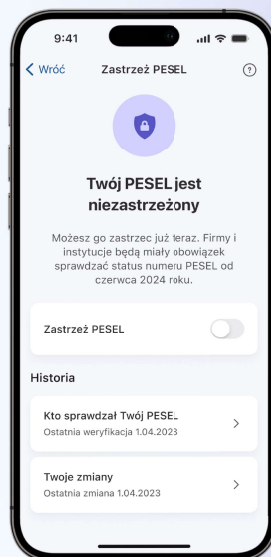 9:41
Wróć
Zastrzeż PESEL
?
Twój PESEL jest
niezastrzeżony
Możesz go zastrzec już teraz. Firmy i
instytucje będą miały obowiązek
sprawdzać status numeru PESEL od
czerwca 2024 roku.
Zastrzeż PESEL
Historia
Kto sprawdzał Twój PESEL
Ostatnia weryfikacja 1.04.2023
Twoje zmiany
Ostatnia zmiana 1.04.2023